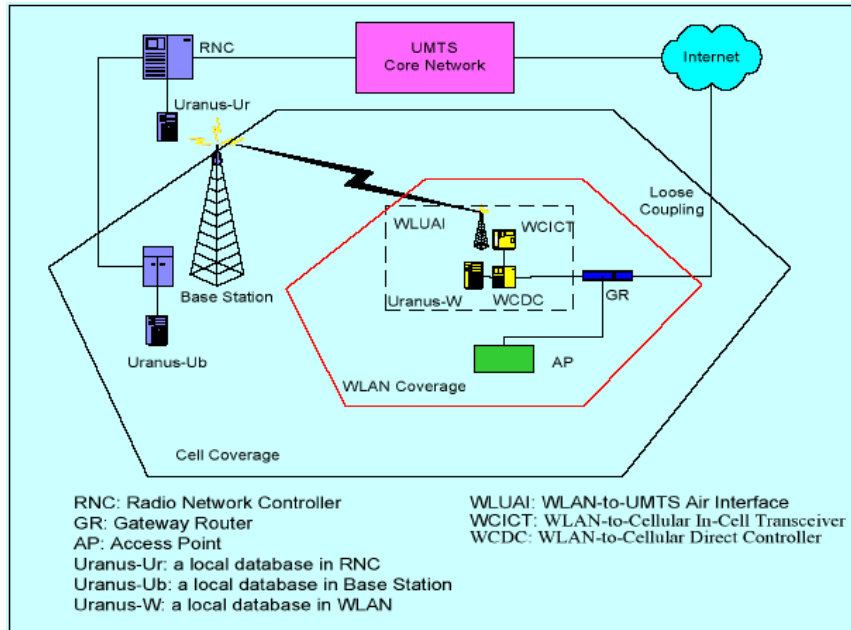 RNC
UMTS
Core Network
Internet
Uranus-Ur
Loose
Coupling
WLUAI
WCICT
Base Station
Uranus-W
WCDC
GR
Uranus-Ub
AP
WLAN Coverage
Cell Coverage
RNC: Radio Network Controller
GR: Gateway Router
AP: Access Point
Uranus-Ur: a local database in RNC
Uranus-Ub: a local database in Base Station
Uranus-W: a local database in WLAN
WLUAI: WLAN-to-UMTS Air Interface
WCICT: WLAN-to-Cellular In-Cell Transceiver
WCDC: WLAN-to-Cellular Direct Controller